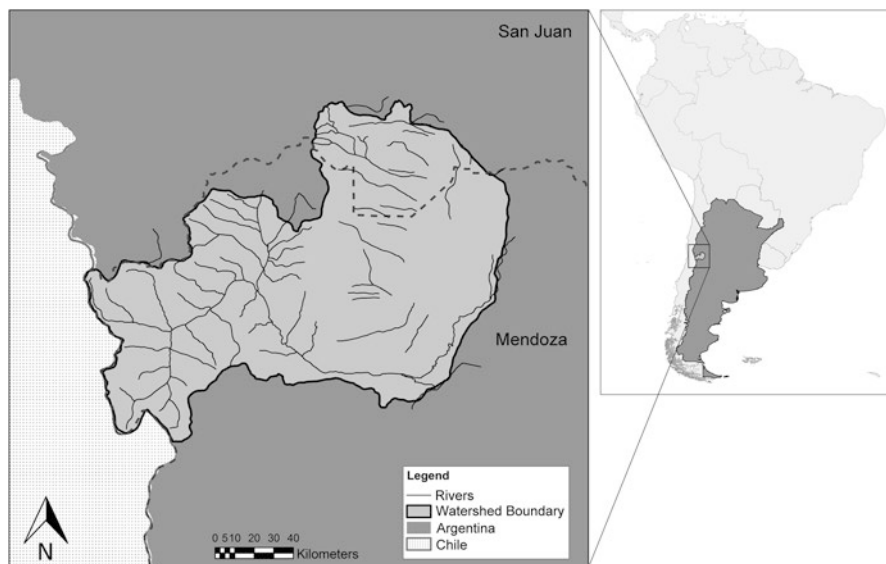 San Juan
Mendoza
Legend
Rivers
Watershed Boundary
Argentina
Chile
N
0 5 10 20 30 40
Kilometers